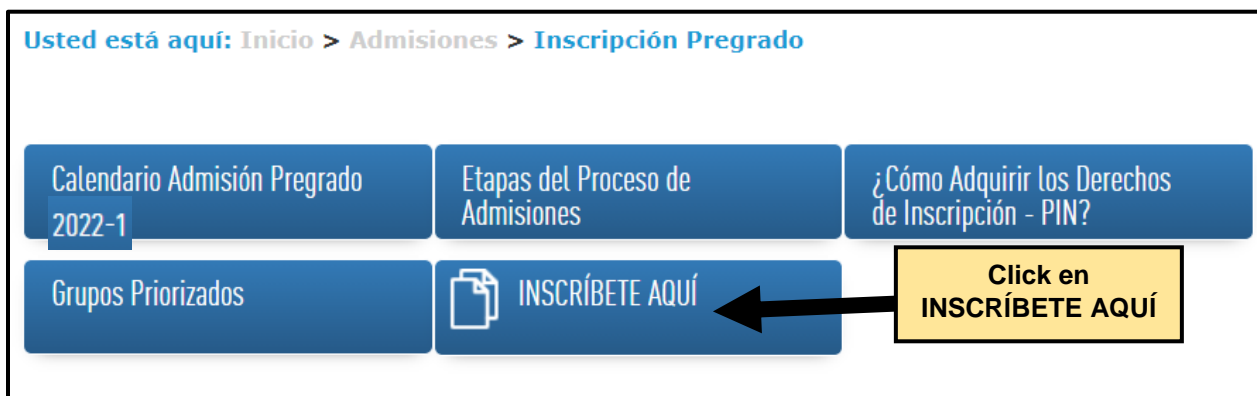 Usted está aquí: Inicio > Admisiones > Inscripción Pregrado
Calendario Admisión Pregrado
2022-1
Etapas del Proceso de
Admisiones
¿Cómo Adquirir los Derechos
de Inscripción - PIN?
Grupos Priorizados
INSCRÍBETE AQUÍ
Click en
INSCRÍBETE AQUÍ